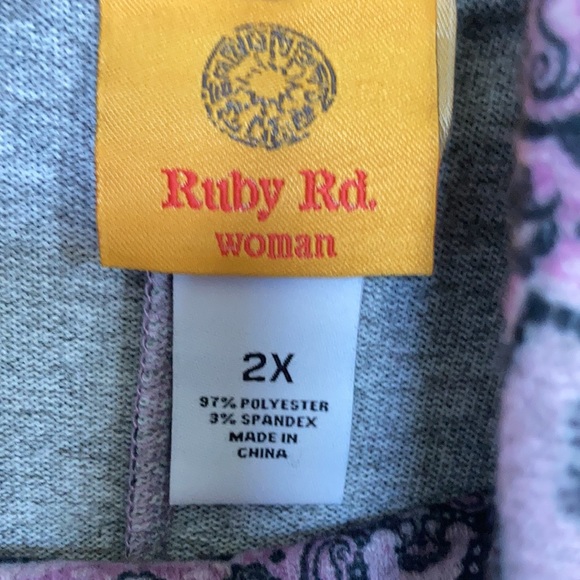 Ruby Rd.
woman
2X
97% POLYESTER
3% SPANDEX
MADE IN
CHINA